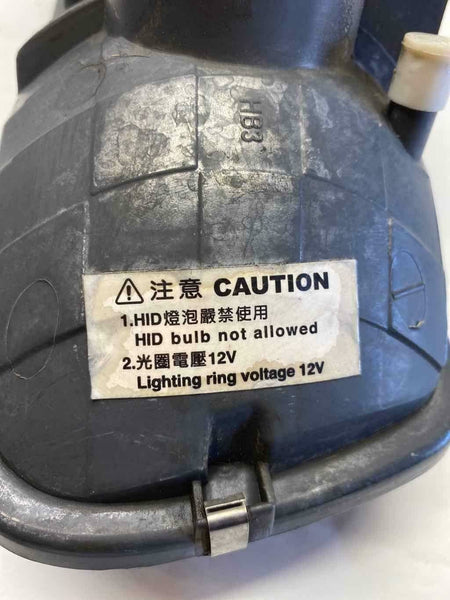 HB3
⚠ 注意 CAUTION
1.HID燈泡嚴禁使用
HID bulb not allowed
2.光圈電壓12V
Lighting ring voltage 12V